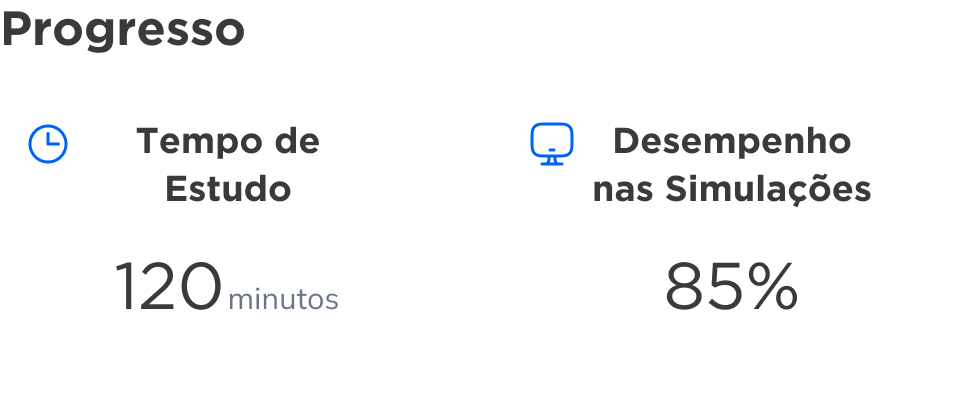 Progresso
Tempo de
Estudo
120 minutos
Desempenho
nas Simulações
85%